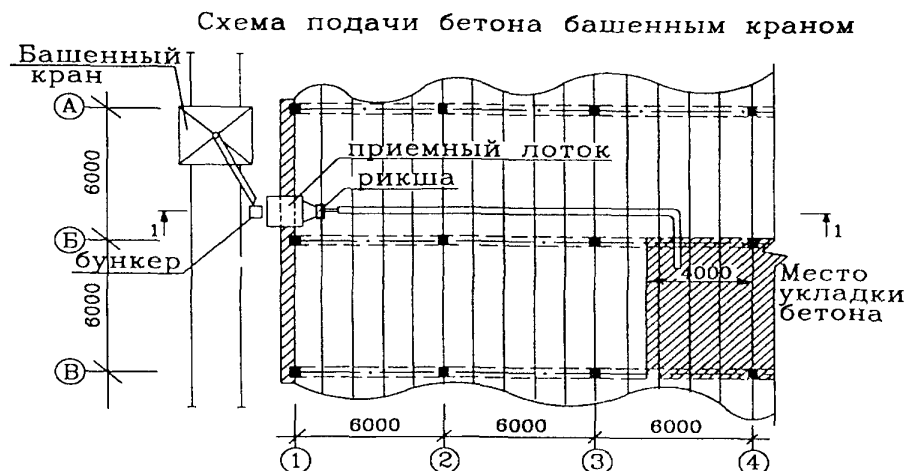 Схема подачи бетона башенным краном
Башенный
кран
А
6000
приемный лоток
рикша
1
1
Б
бункер
4000
Место
укладки
бетона
6000
В
6000
6000
6000
1
2
3
4